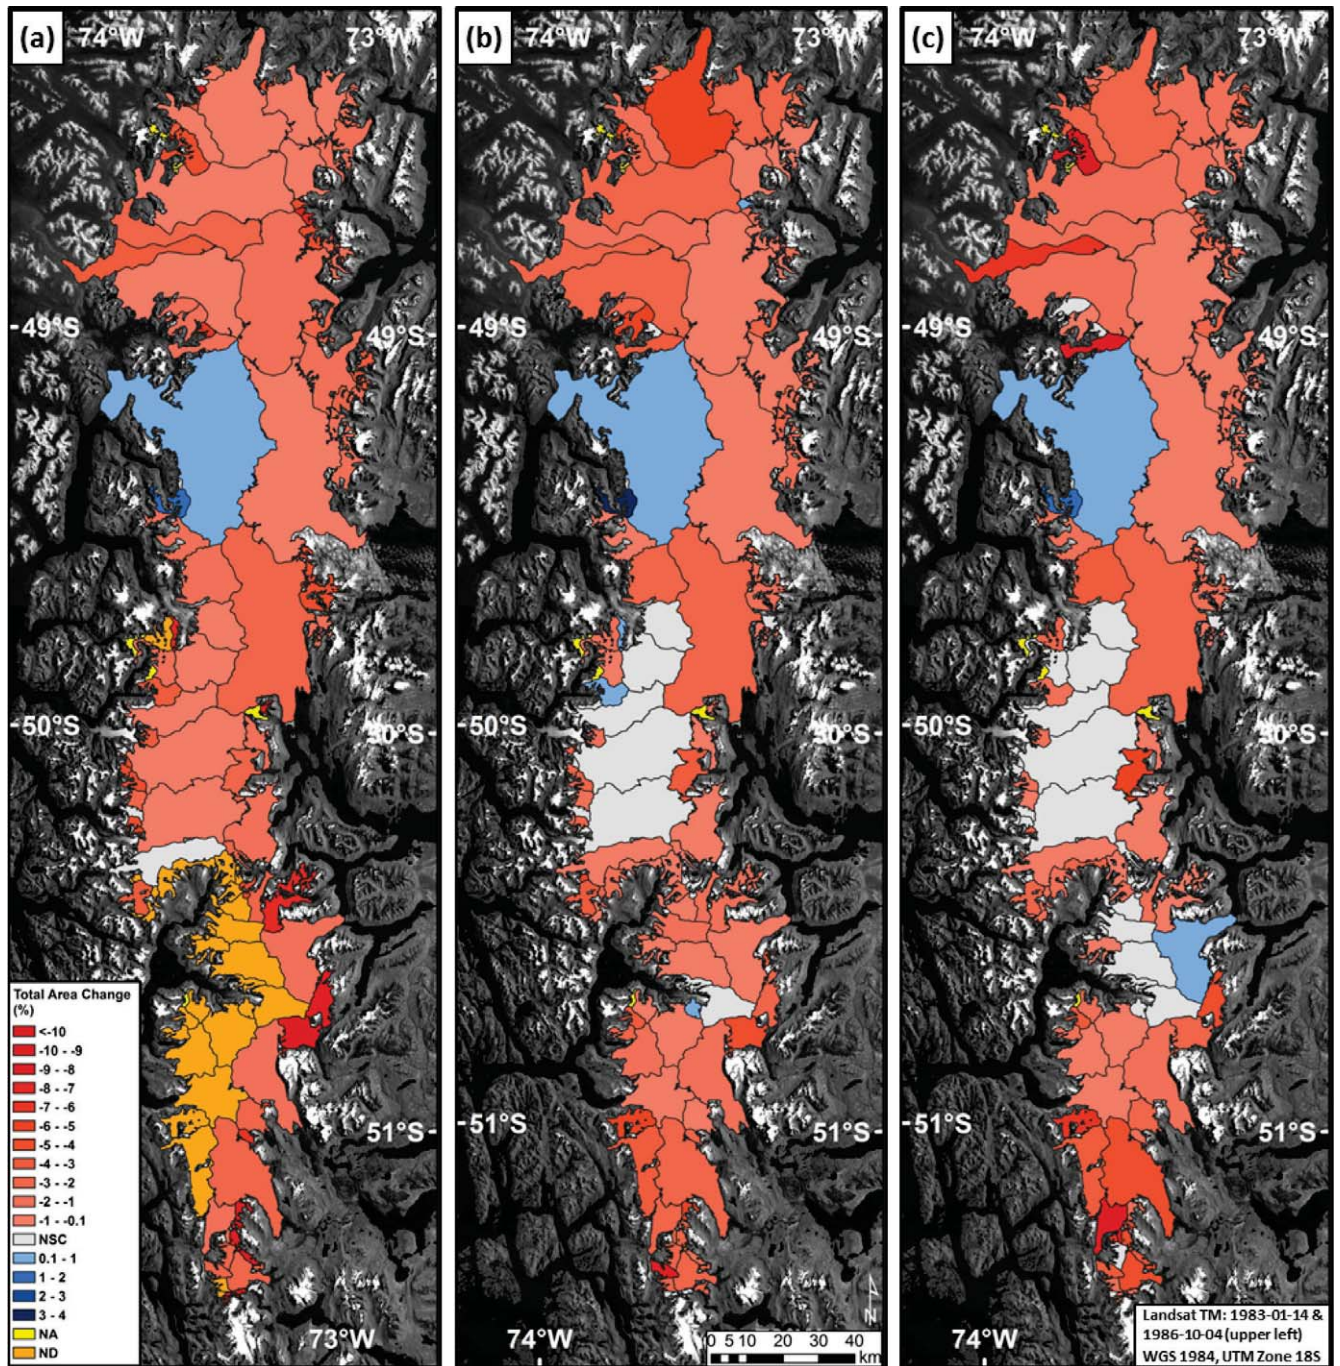 (a)
74°W
73°W
(b)
74°W
73°W
(c)
74°W
73°W
49°S
49°S
49°S
49°S
49°S
49°S
50°S
50°S
50°S
50°S
50°S
50°S
Total Area Change
(%)
<-10
-10 - -9
-9 - -8
-8 - -7
-7 - -6
-6 - -5
-5 - -4
-4 - -3
-3 - -2
-2 - -1
-1 - -0.1
NSC
0.1 - 1
1 - 2
2 - 3
3 - 4
NA
ND
51°S
51°S
51°S
51°S
51°S
73°W
74°W
N
0 5 10 20 30 40
km
74°W
Landsat TM: 1983-01-14 &
1986-10-04 (upper left)
WGS 1984, UTM Zone 18S